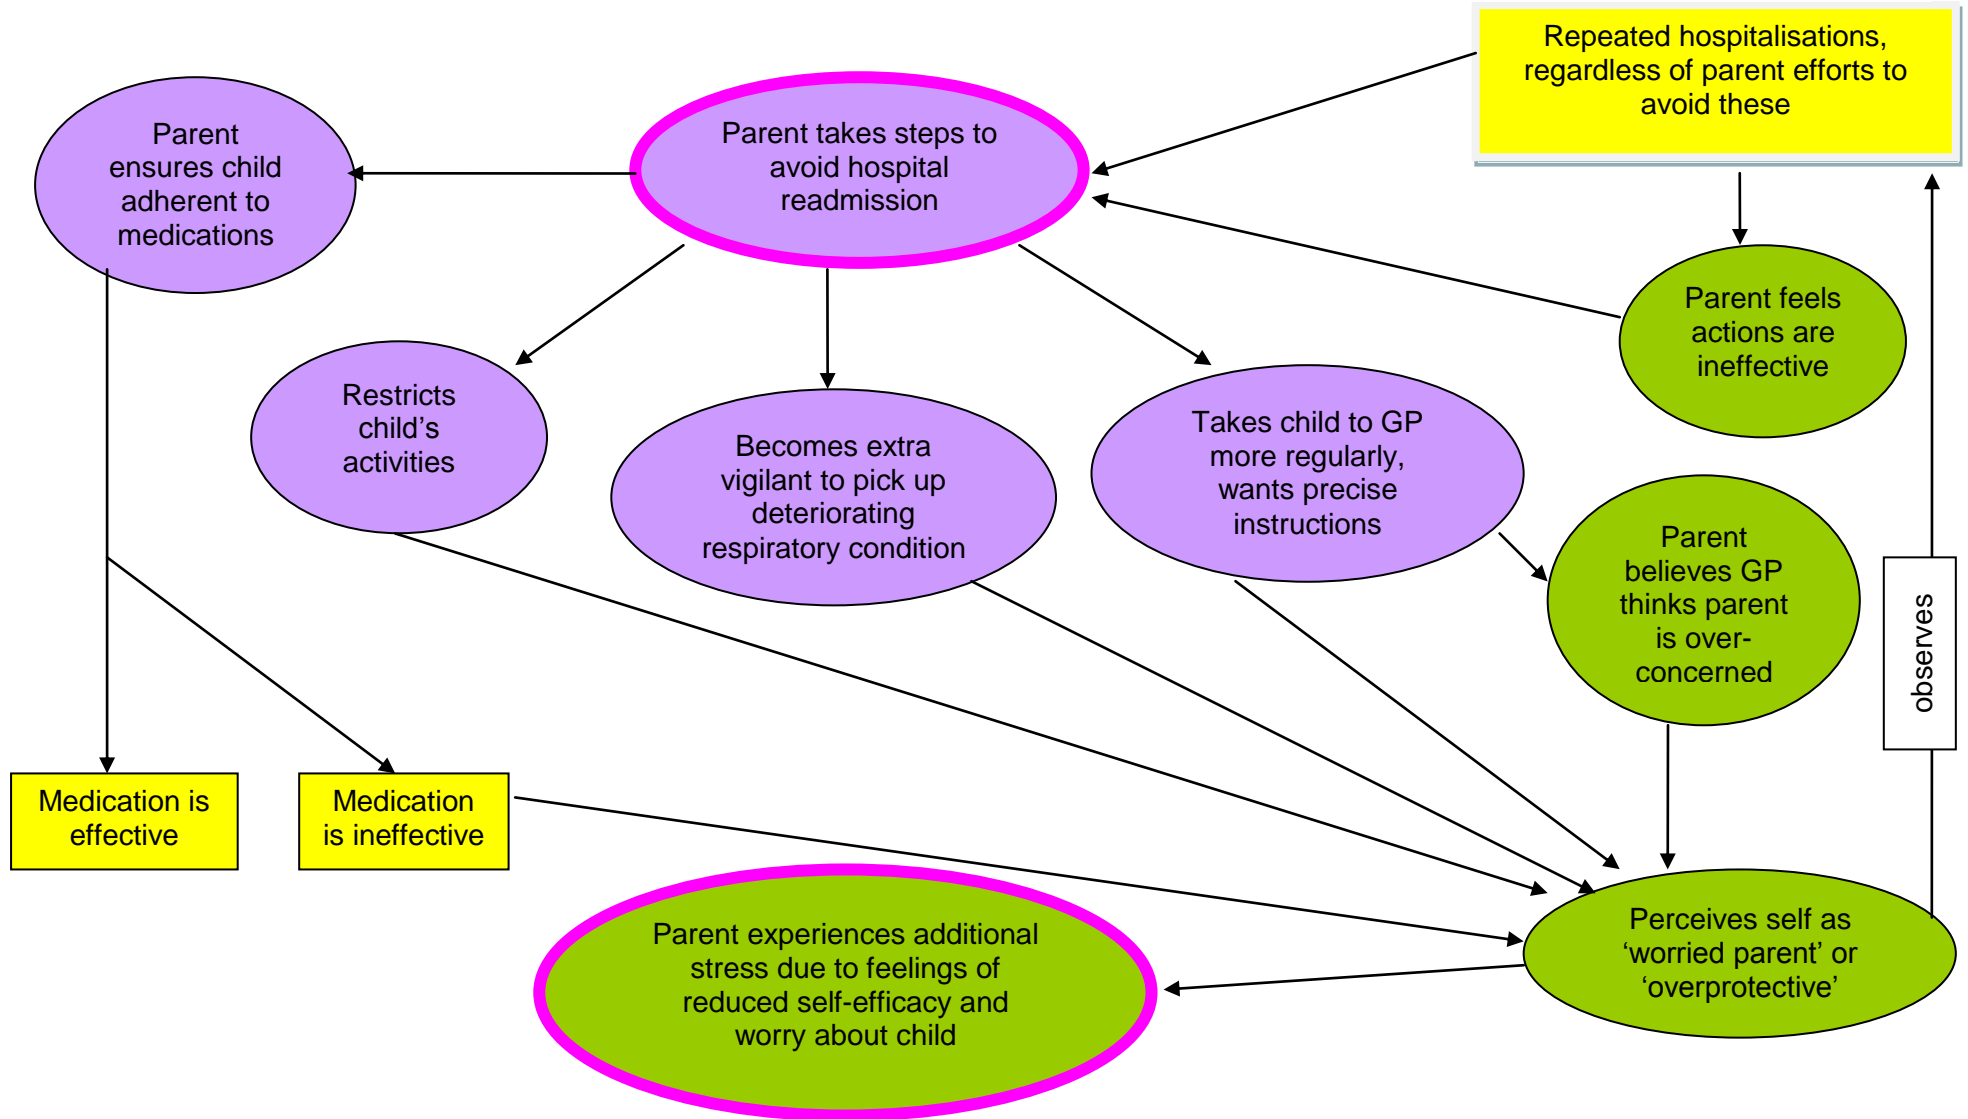 Repeated hospitalisations,
regardless of parent efforts to
avoid these
Parent
ensures child
adherent to
medications
Parent takes steps to
avoid hospital
readmission
Parent feels
actions are
ineffective
Restricts
child’s
activities
Becomes extra
vigilant to pick up
deteriorating
respiratory condition
Takes child to GP
more regularly,
wants precise
instructions
Parent
believes GP
thinks parent
is over-
concerned
observes
Medication is
effective
Medication
is ineffective
Parent experiences additional
stress due to feelings of
reduced self-efficacy and
worry about child
Perceives self as
‘worried parent’ or
‘overprotective’